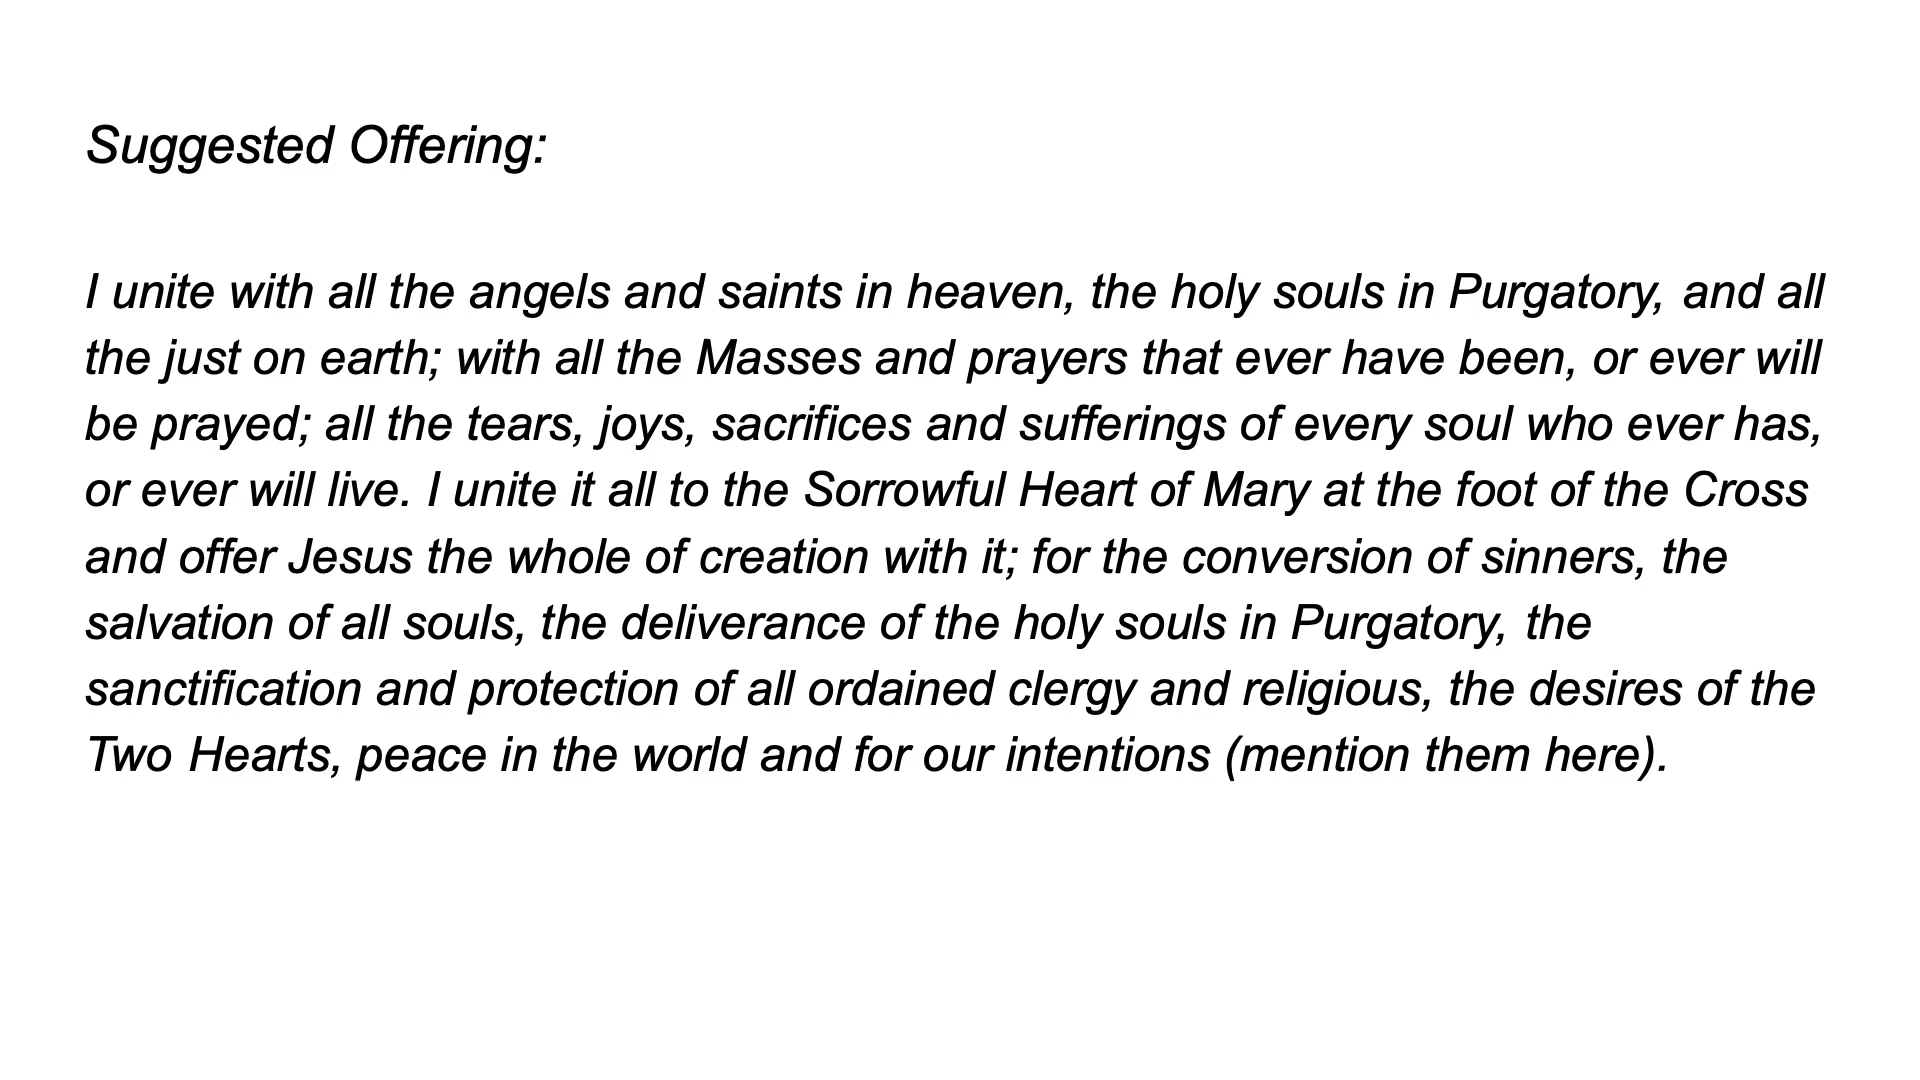 Suggested Offering:
I unite with all the angels and saints in heaven, the holy souls in Purgatory, and all
the just on earth; with all the Masses and prayers that ever have been, or ever will
be prayed; all the tears, joys, sacrifices and sufferings of every soul who ever has,
or ever will live. I unite it all to the Sorrowful Heart of Mary at the foot of the Cross
and offer Jesus the whole of creation with it; for the conversion of sinners, the
salvation of all souls, the deliverance of the holy souls in Purgatory, the
sanctification and protection of all ordained clergy and religious, the desires of the
Two Hearts, peace in the world and for our intentions (mention them here).